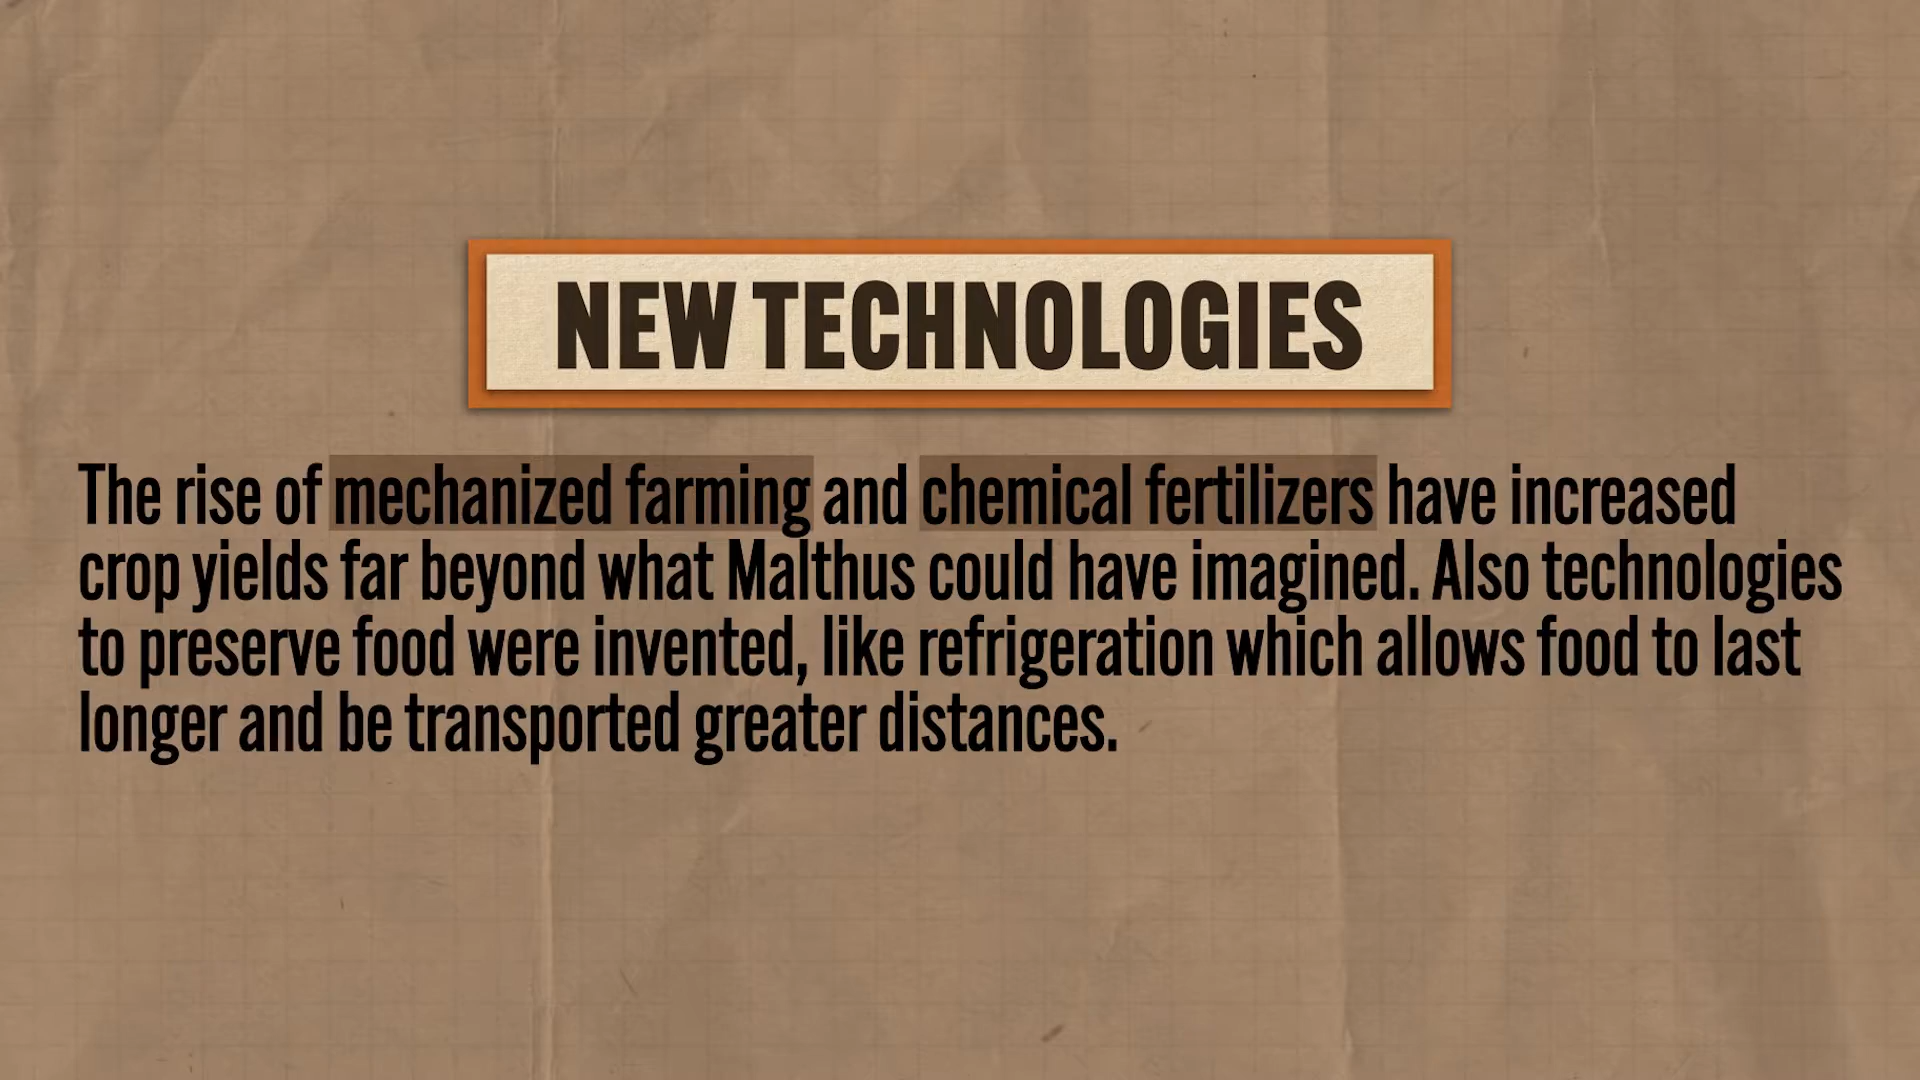 NEW TECHNOLOGIES
The rise of mechanized farming and chemical fertilizers have increased
crop yields far beyond what Malthus could have imagined. Also technologies
to preserve food were invented, like refrigeration which allows food to last
longer and be transported greater distances.